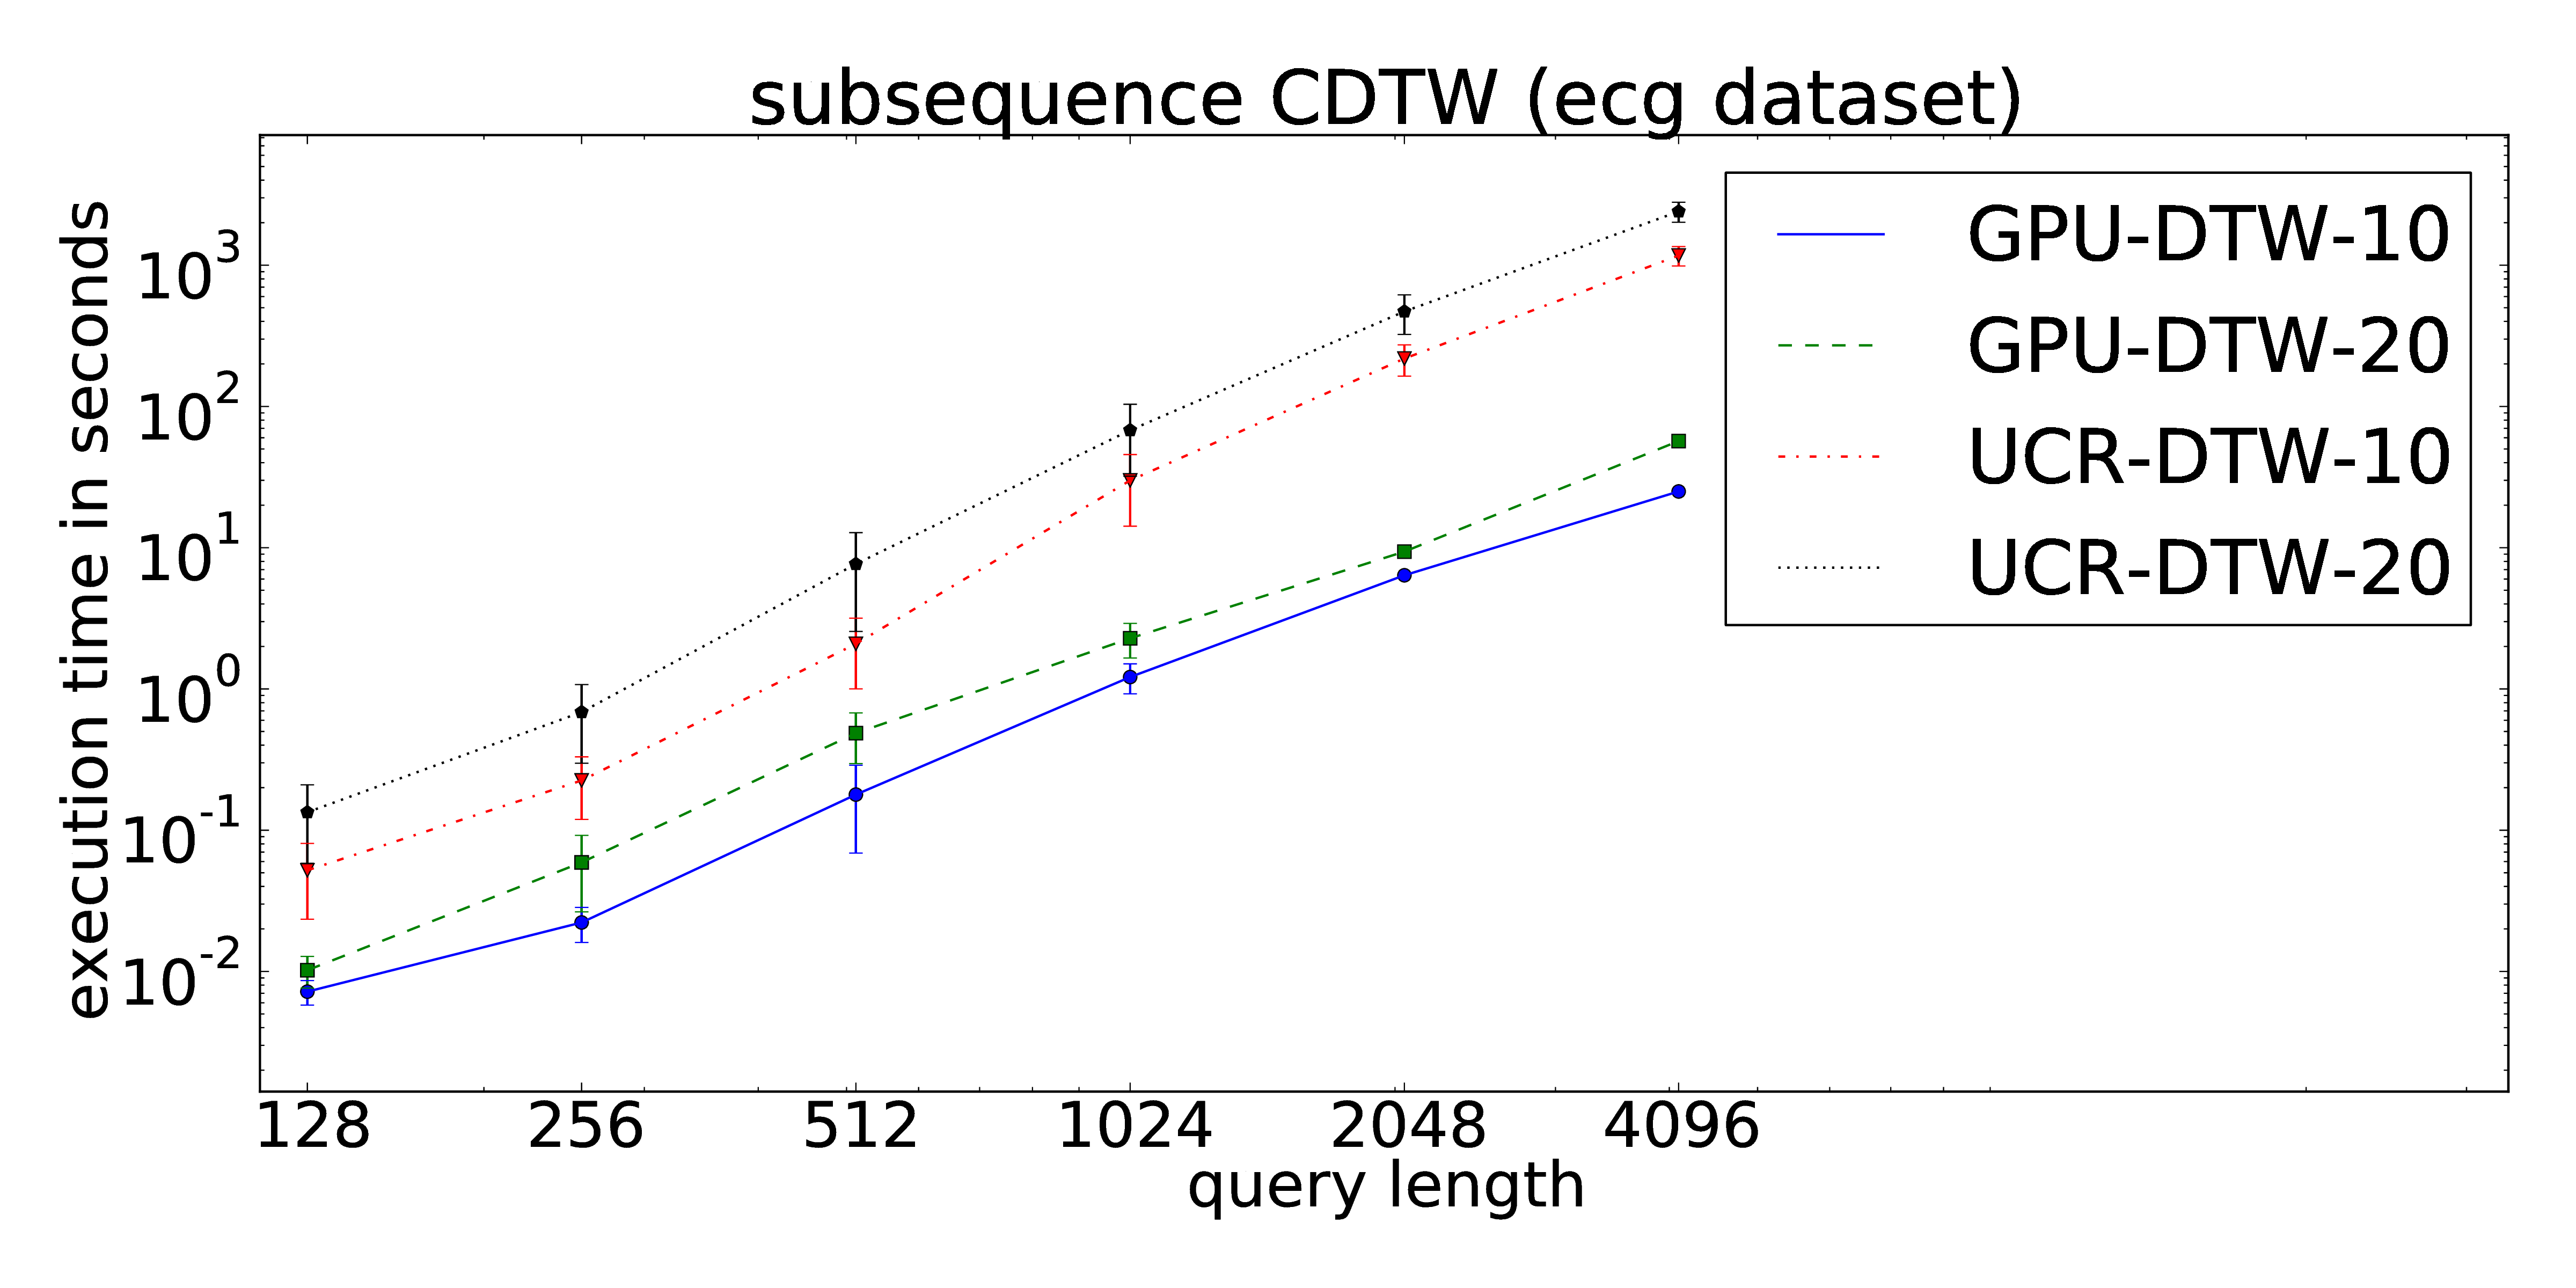 subsequence CDTW (ecg dataset)
execution time in seconds
10^3
10^2
10^1
10^0
10^-1
10^-2
GPU-DTW-10
GPU-DTW-20
UCR-DTW-10
UCR-DTW-20
128 256 512 1024 2048 4096
query length